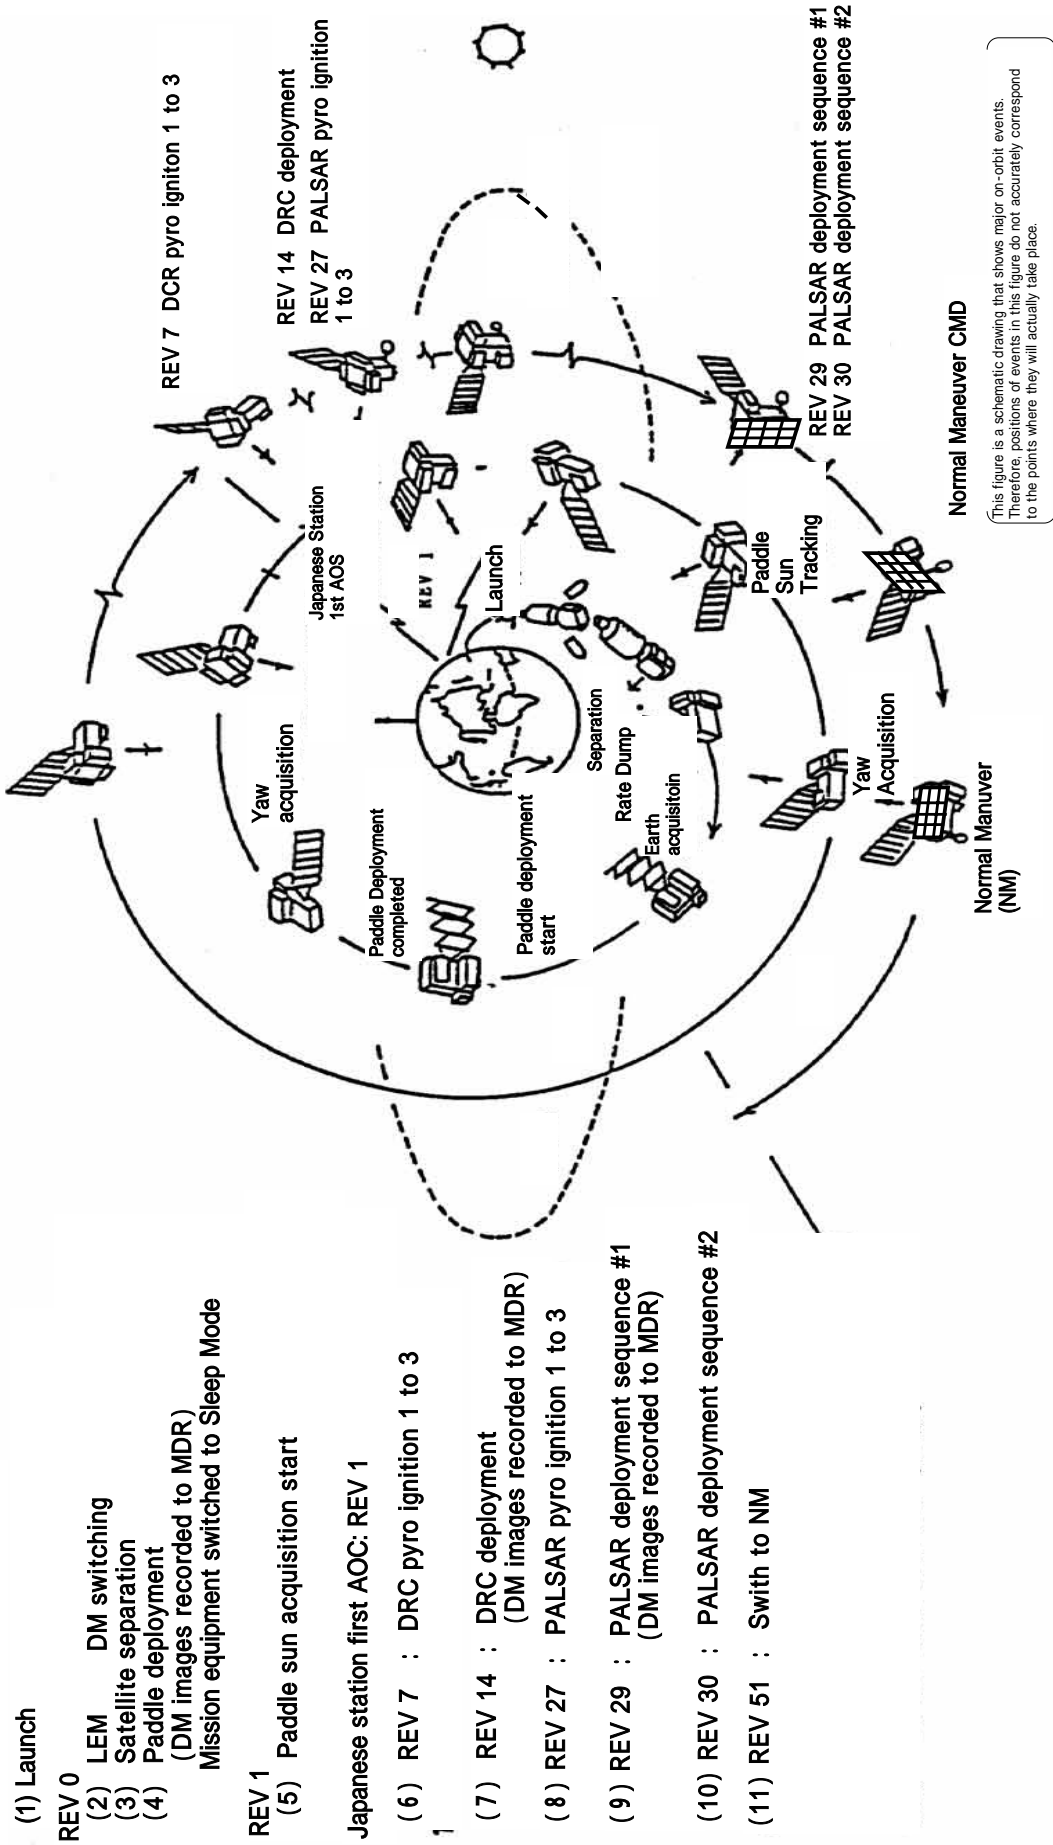 (1) Launch
REV 0
(2) LEM DM switching
(3) Satellite separation
(4) Paddle deployment
(DM images recorded to MDR)
Mission equipment switched to Sleep Mode
REV 1
(5) Paddle sun acquisition start
Japanese station first AOC: REV 1
(6) REV 7 : DRC pyro ignition 1 to 3
(7) REV 14 : DRC deployment
(DM images recorded to MDR)
(8) REV 27 : PALSAR pyro ignition 1 to 3
(9) REV 29 : PALSAR deployment sequence #1
(DM images recorded to MDR)
(10) REV 30 : PALSAR deployment sequence #2
(11) REV 51 : Swith to NM
REV 7 DCR pyro igniton 1 to 3
REV 14 DRC deployment
REV 27 PALSAR pyro ignition
1 to 3
Japanese Station
1st AOS
REV 1
Launch
Yaw
acquisition
Paddle Deployment
completed
Paddle deployment
start
Separation
Rate Dump
Earth
acquisitoin
Paddle
Sun
Tracking
Yaw
Acquisition
REV 29 PALSAR deployment sequence #1
REV 30 PALSAR deployment sequence #2
Normal Maneuver CMD
Normal Manuver
(NM)
This figure is a schematic drawing that shows major on-orbit events.
Therefore, positions of events in this figure do not accurately correspond
to the points where they will actually take place.